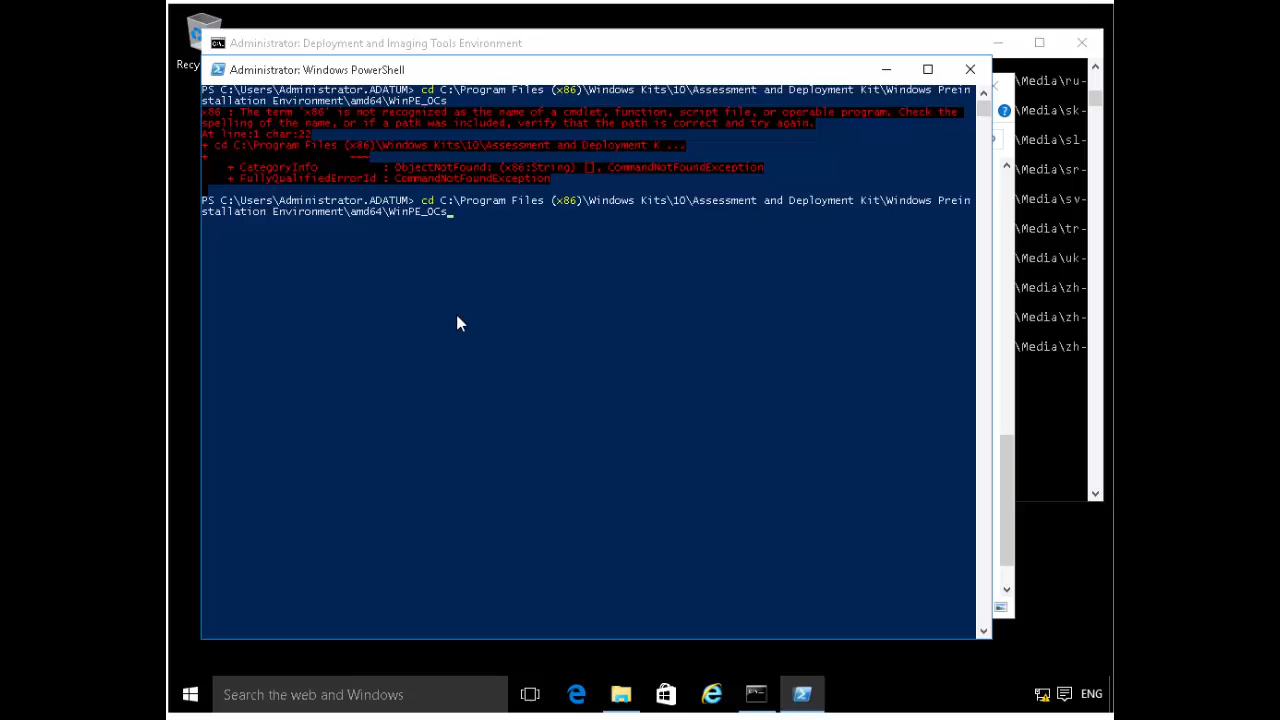 Recy
Administrator: Deployment and Imaging Tools Environment
Administrator: Windows PowerShell
PS C:\Users\Administrator.ADATUM> cd C:\Program Files (x86)\Windows Kits\10\Assessment and Deployment Kit\Windows Prein
stallation Environment\amd64\WinPE_OCs
x86 : The term 'x86' is not recognized as the name of a cmdlet, function, script file, or operable program. Check the
spelling of the name, or if a path was included, verify that the path is correct and try again.
At line:1 char:22
+ cd C:\Program Files (x86)\Windows Kits\10\Assessment and Deployment K ...
+                      ~~~
    + CategoryInfo          : ObjectNotFound: (x86:String) [], CommandNotFoundException
    + FullyQualifiedErrorId : CommandNotFoundException
PS C:\Users\Administrator.ADATUM> cd C:\Program Files (x86)\Windows Kits\10\Assessment and Deployment Kit\Windows Prein
stallation Environment\amd64\WinPE_OCs_
\Media\ru-
\Media\sk-
\Media\sl-
\Media\sr-
\Media\sv-
\Media\tr-
\Media\uk-
\Media\zh-
\Media\zh-
\Media\zh-
Search the web and Windows
ENG